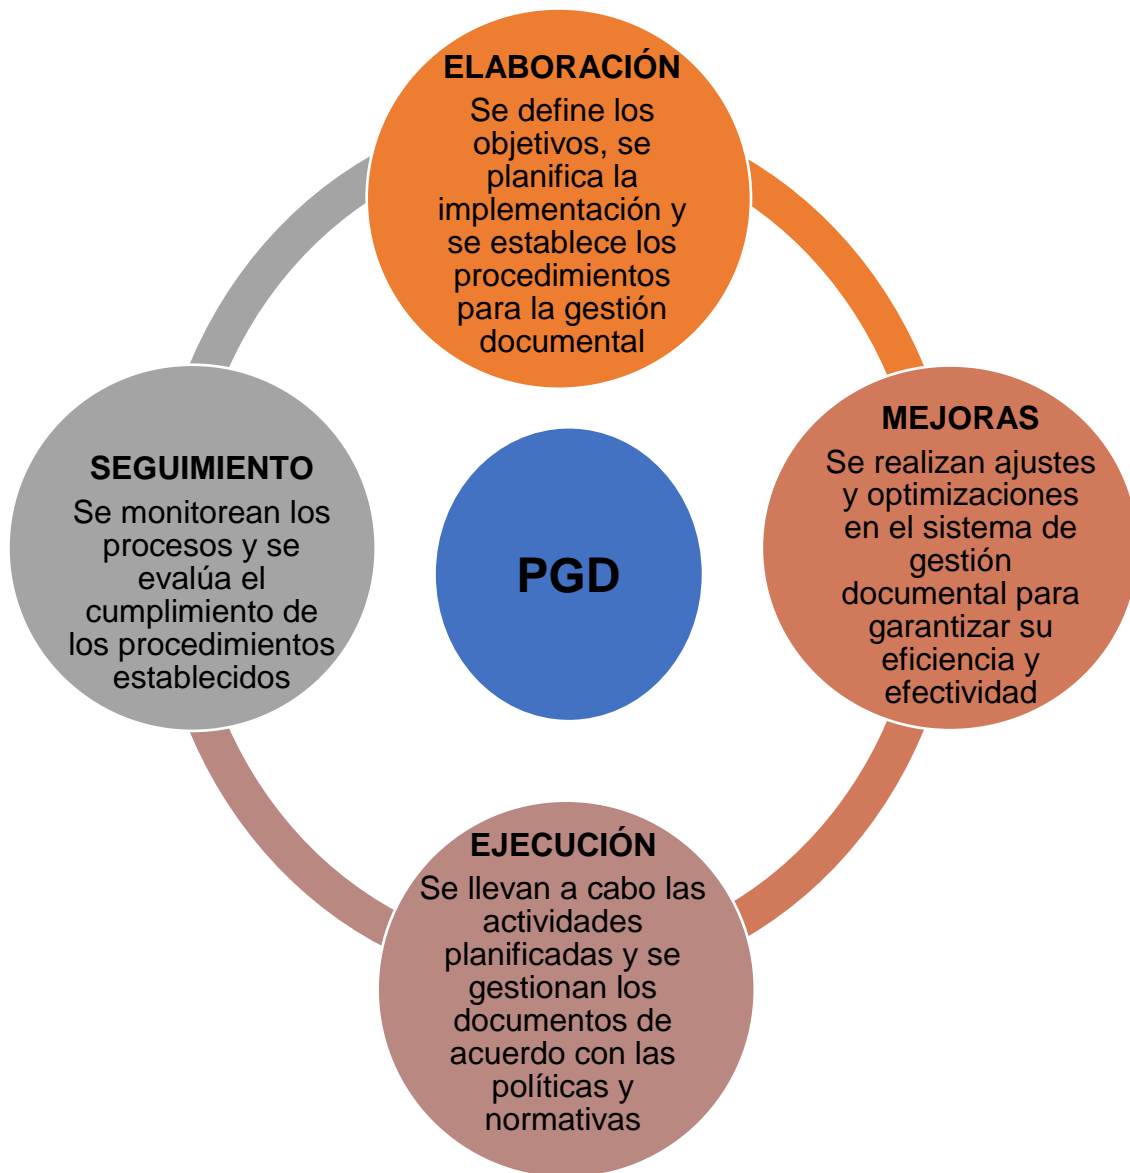 ELABORACIÓN
Se define los
objetivos, se
planifica la
implementación y
se establece los
procedimientos
para la gestión
documental
MEJORAS
Se realizan ajustes
y optimizaciones
en el sistema de
gestión
documental para
garantizar su
eficiencia y
efectividad
SEGUIMIENTO
Se monitorean los
procesos y se
evalúa el
cumplimiento de
los procedimientos
establecidos
PGD
EJECUCIÓN
Se llevan a cabo las
actividades
planificadas y se
gestionan los
documentos de
acuerdo con las
políticas y
normativas